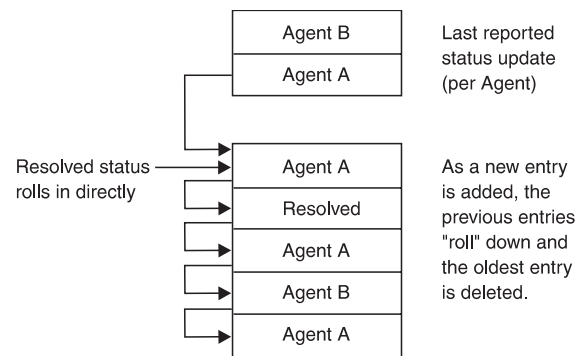 Agent B
Agent A
Last reported
status update
(per Agent)
Resolved status
rolls in directly
Agent A
Resolved
Agent A
Agent B
Agent A
As a new entry
is added, the
previous entries
"roll" down and
the oldest entry
is deleted.